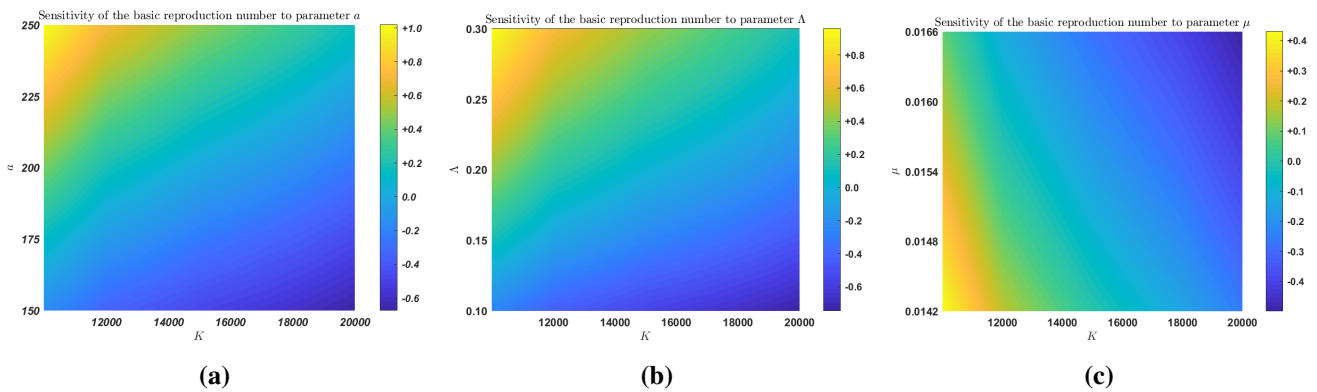 Sensitivity of the basic reproduction number to parameter a
250
225
200
175
150
a
12000 14000 16000 18000 20000
K
+1.0
+0.8
+0.6
+0.4
+0.2
0.0
-0.2
-0.4
-0.6
(a)
Sensitivity of the basic reproduction number to parameter Λ
0.30
0.25
0.20
0.15
0.10
Λ
12000 14000 16000 18000 20000
K
+0.8
+0.6
+0.4
+0.2
0.0
-0.2
-0.4
-0.6
(b)
Sensitivity of the basic reproduction number to parameter μ
0.0166
0.0160
0.0154
0.0148
0.0142
μ
12000 14000 16000 18000 20000
K
+0.4
+0.3
+0.2
+0.1
0.0
-0.1
-0.2
-0.3
-0.4
(c)